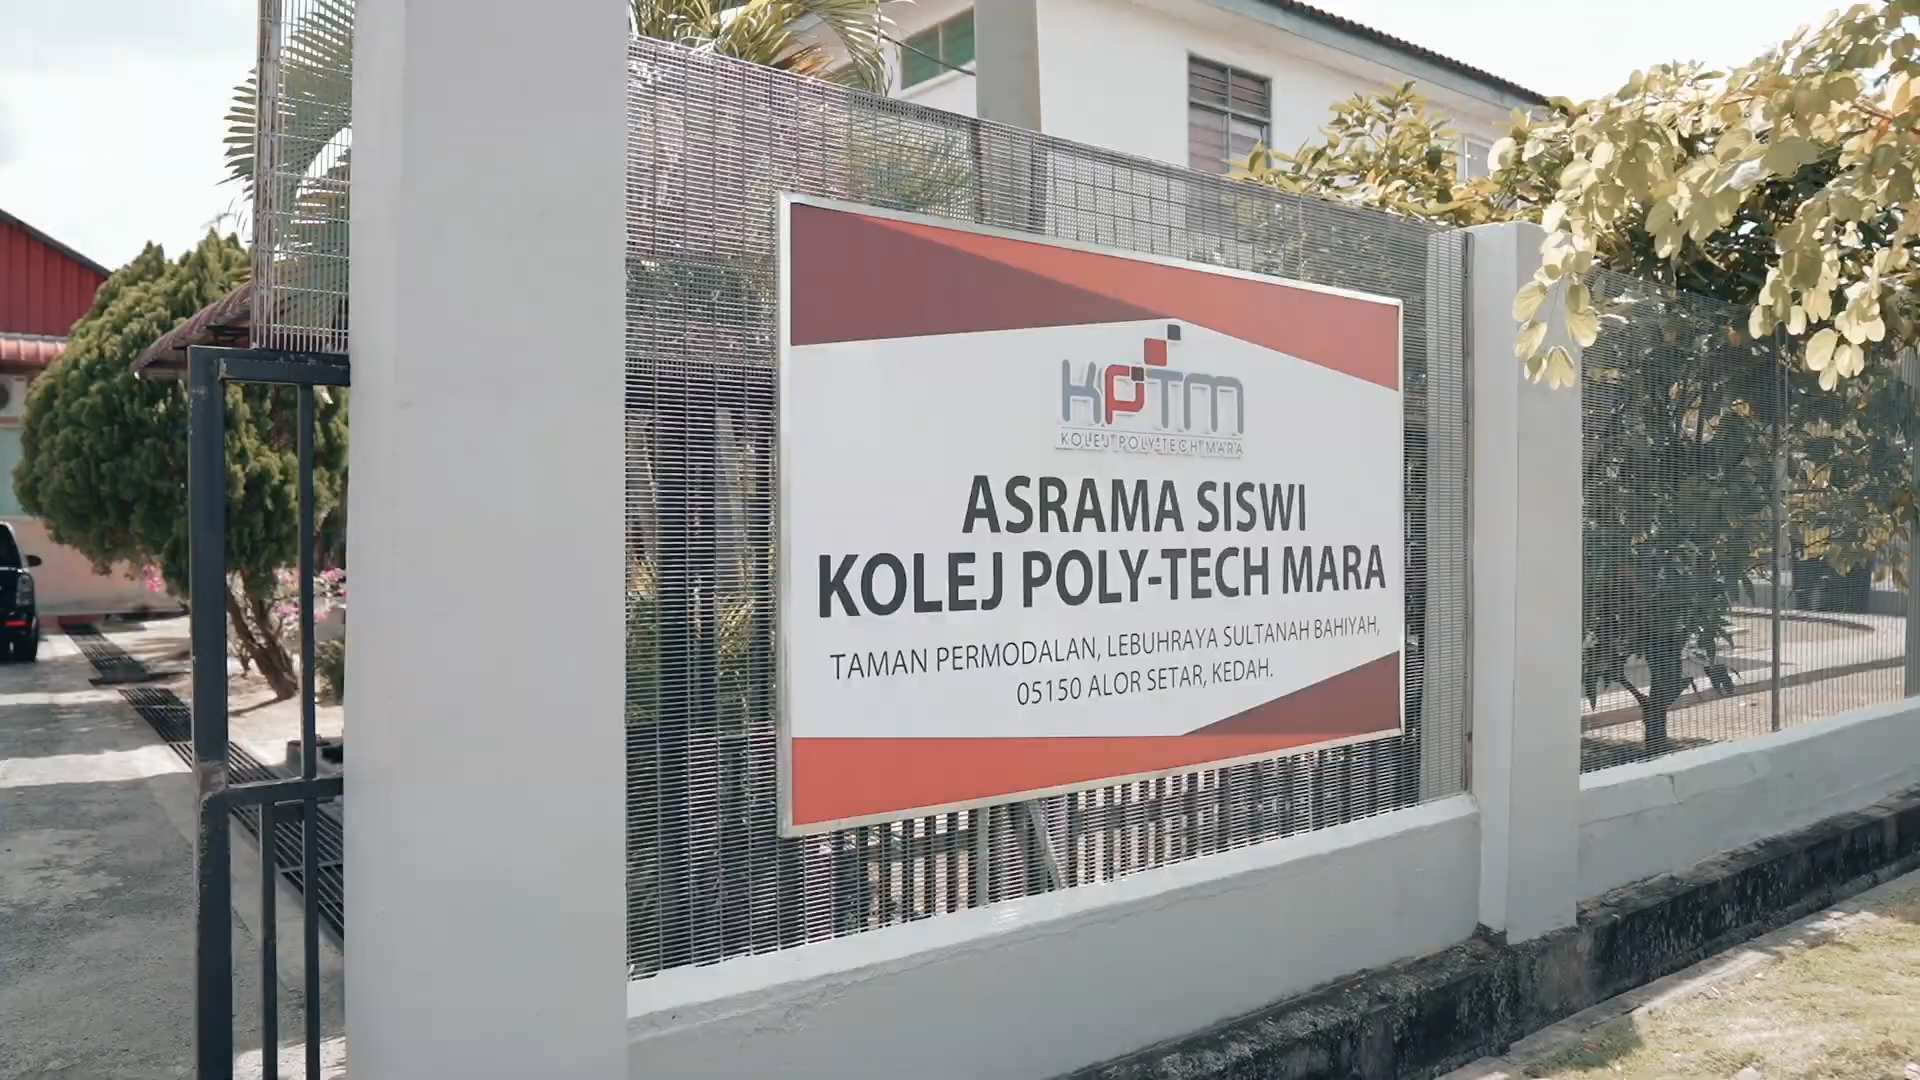 KPTM
KOLEJ POLY-TECH MARA
ASRAMA SISWI
KOLEJ POLY-TECH MARA
TAMAN PERMODALAN, LEBUHRAYA SULTANAH BAHIYAH,
05150 ALOR SETAR, KEDAH.